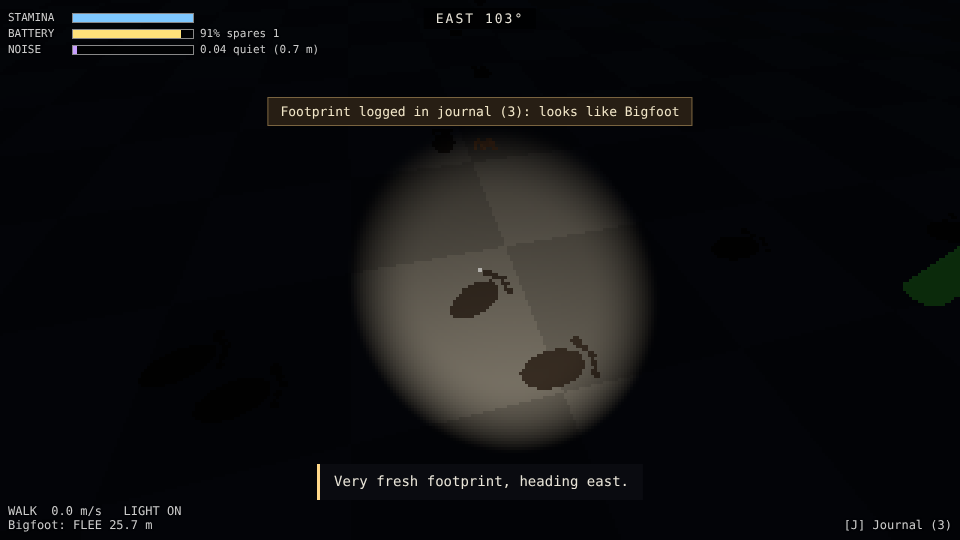 STAMINA
BATTERY 91% spares 1
NOISE 0.04 quiet (0.7 m)
EAST 103°
Footprint logged in journal (3): looks like Bigfoot
Very fresh footprint, heading east.
WALK 0.0 m/s LIGHT ON
Bigfoot: FLEE 25.7 m
[J] Journal (3)